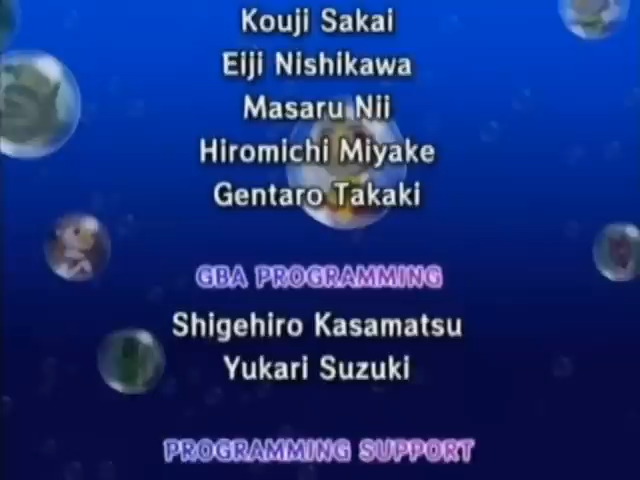 Kouji Sakai
Eiji Nishikawa
Masaru Nii
Hiromichi Miyake
Gentaro Takaki
GBA PROGRAMMING
Shigehiro Kasamatsu
Yukari Suzuki
PROGRAMMING SUPPORT